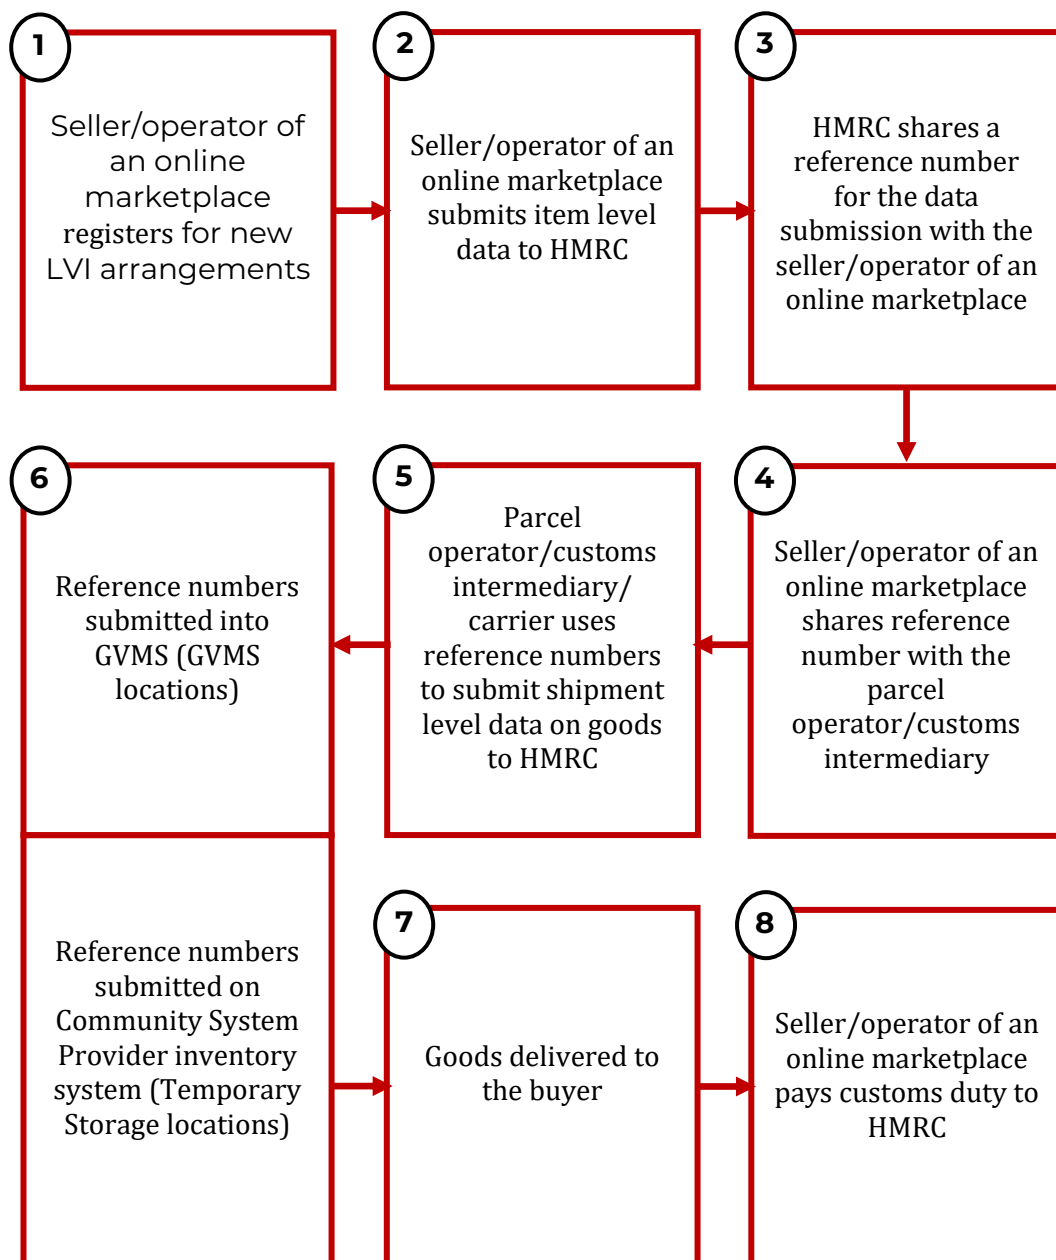 1
Seller/operator of
an online
marketplace
registers for new
LVI arrangements
2
Seller/operator of an
online marketplace
submits item level
data to HMRC
3
HMRC shares a
reference number
for the data
submission with the
seller/operator of an
online marketplace
4
Seller/operator of an
online marketplace
shares reference
number with the
parcel
operator/customs
intermediary
5
Parcel
operator/customs
intermediary/
carrier uses
reference numbers
to submit shipment
level data on goods
to HMRC
6
Reference numbers
submitted into
GVMS (GVMS
locations)
Reference numbers
submitted on
Community System
Provider inventory
system (Temporary
Storage locations)
7
Goods delivered to
the buyer
8
Seller/operator of an
online marketplace
pays customs duty to
HMRC